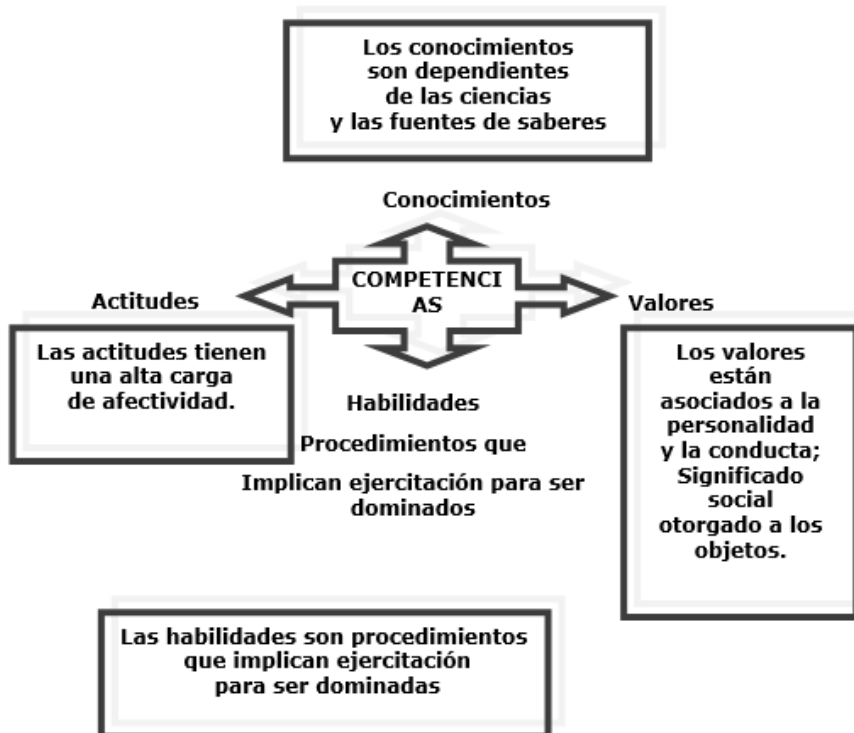 Los conocimientos
son dependientes
de las ciencias
y las fuentes de saberes
Conocimientos
COMPETENCI
AS
Actitudes
Valores
Las actitudes tienen
una alta carga
de afectividad.
Habilidades
Procedimientos que
Implican ejercitación para ser
dominados
Los valores
están
asociados a la
personalidad
y la conducta;
Significado
social
otorgado a los
objetos.
Las habilidades son procedimientos
que implican ejercitación
para ser dominadas